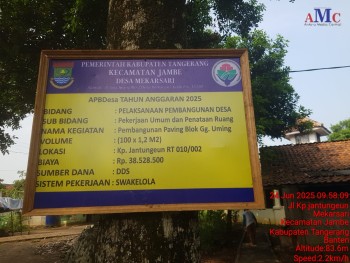 AMC
PEMERINTAH KABUPATEN TANGERANG
KECAMATAN JAMBE
DESA MEKARSARI
APBDesa TAHUN ANGGARAN 2025
BIDANG : PELAKSANAAN PEMBANGUNAN DESA
SUB BIDANG : Pekerjaan Umum dan Penataan Ruang
NAMA KEGIATAN : Pembangunan Paving Blok Gg. Uming
VOLUME : (100 x 1,2 M2)
LOKASI : Kp. Jantungeun RT 010/002
BIAYA : Rp. 38.528.500
SUMBER DANA : DDS
SISTEM PEKERJAAN : SWAKELOLA
Jun 2025 09:58:09
Jl Kp jantungeun
Mekarsari
Kecamatan Jambe
Kabupaten Tangerang
Banten
Altitude:83.6m
Speed:2.2km/h